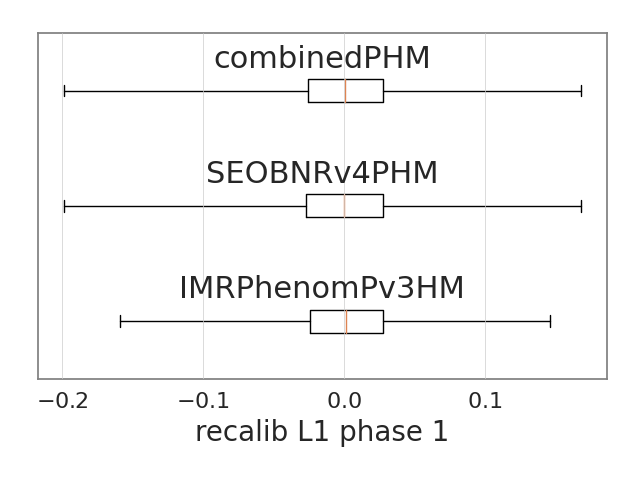 combinedPHM
SEOBNRv4PHM
IMRPhenomPv3HM
−0.2 −0.1 0.0 0.1
recalib L1 phase 1